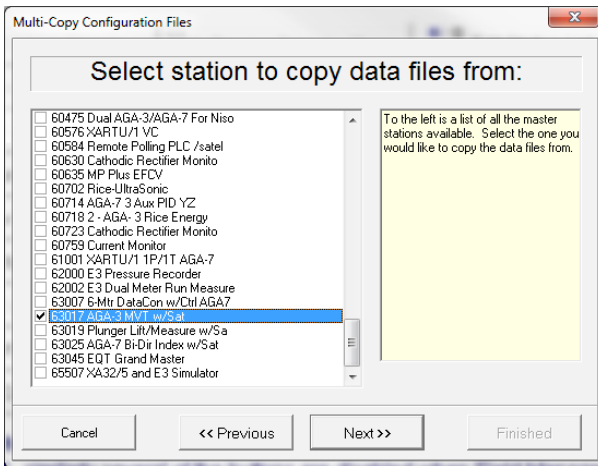 Multi-Copy Configuration Files
Select station to copy data files from:
60475 Dual AGA-3/AGA-7 For Niso
60576 XARTU/1 VC
60584 Remote Polling PLC /satel
60630 Cathodic Rectifier Monito
60635 MP Plus EFCV
60702 Rice-UltraSonic
60714 AGA-7 3 Aux PID YZ
60718 2 - AGA- 3 Rice Energy
60723 Cathodic Rectifier Monito
60759 Current Monitor
61001 XARTU/1 1P/1T AGA-7
62000 E3 Pressure Recorder
62002 E3 Dual Meter Run Measure
63007 6-Mtr DataCon w/Ctrl AGA7
63017 AGA-3 MVT w/Sat
63019 Plunger Lift/Measure w/Sa
63025 AGA-7 Bi-Dir Index w/Sat
63045 EQT Grand Master
65507 XA32/5 and E3 Simulator
To the left is a list of all the master
stations available. Select the one you
would like to copy the data files from.
Cancel
<< Previous
Next >>
Finished